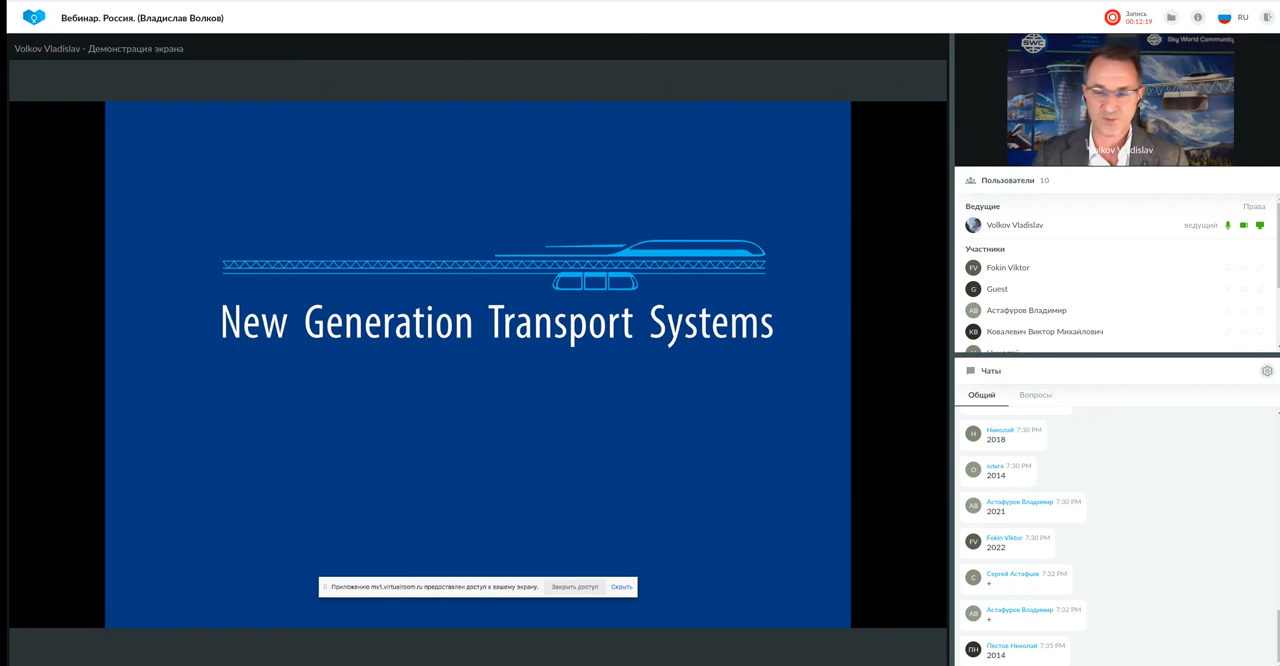 Вебинар. Россия. (Владислав Волков)
Запись
00:12:19
RU
Volkov Vladislav - Демонстрация экрана
SWC
Sky World Community
Volkov Vladislav
New Generation Transport Systems
Приложению mv1.virtualroom.ru предоставлен доступ к вашему экрану.
Закрыть доступ
Скрыть
Пользователи 10
Ведущие
Права
Volkov Vladislav
ведущий
Участники
FV Fokin Viktor
G Guest
АВ Астафуров Владимир
КВ Ковалевич Виктор Михайлович
Чаты
Общий
Вопросы
Н Николай 7:30 PM
2018
О ольга 7:30 PM
2014
АВ Астафуров Владимир 7:30 PM
2021
FV Fokin Viktor 7:30 PM
2022
С Сергей Астафьев 7:32 PM
+
АВ Астафуров Владимир 7:32 PM
+
ПН Пестов Николай 7:35 PM
2014